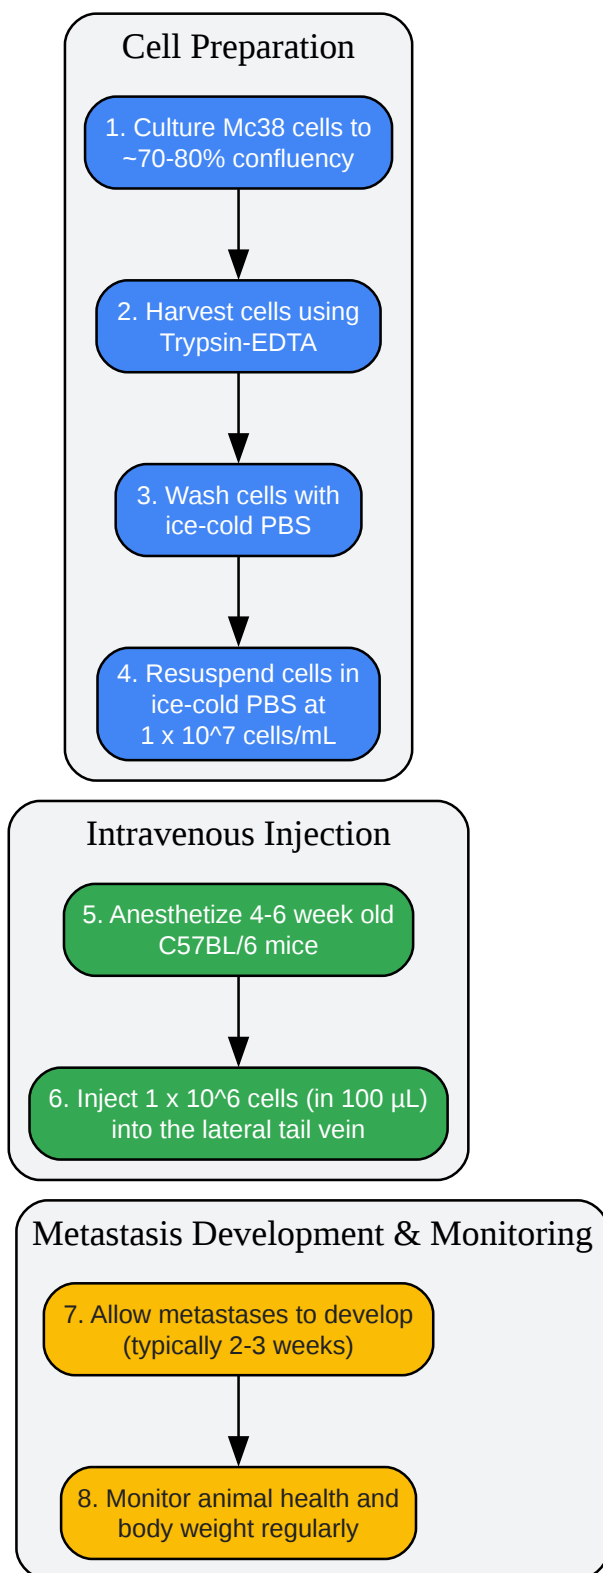 Cell Preparation
1. Culture Mc38 cells to
~70-80% confluency
2. Harvest cells using
Trypsin-EDTA
3. Wash cells with
ice-cold PBS
4. Resuspend cells in
ice-cold PBS at
1 x 10^7 cells/mL
Intravenous Injection
5. Anesthetize 4-6 week old
C57BL/6 mice
6. Inject 1 x 10^6 cells (in 100 µL)
into the lateral tail vein
Metastasis Development & Monitoring
7. Allow metastases to develop
(typically 2-3 weeks)
8. Monitor animal health and
body weight regularly